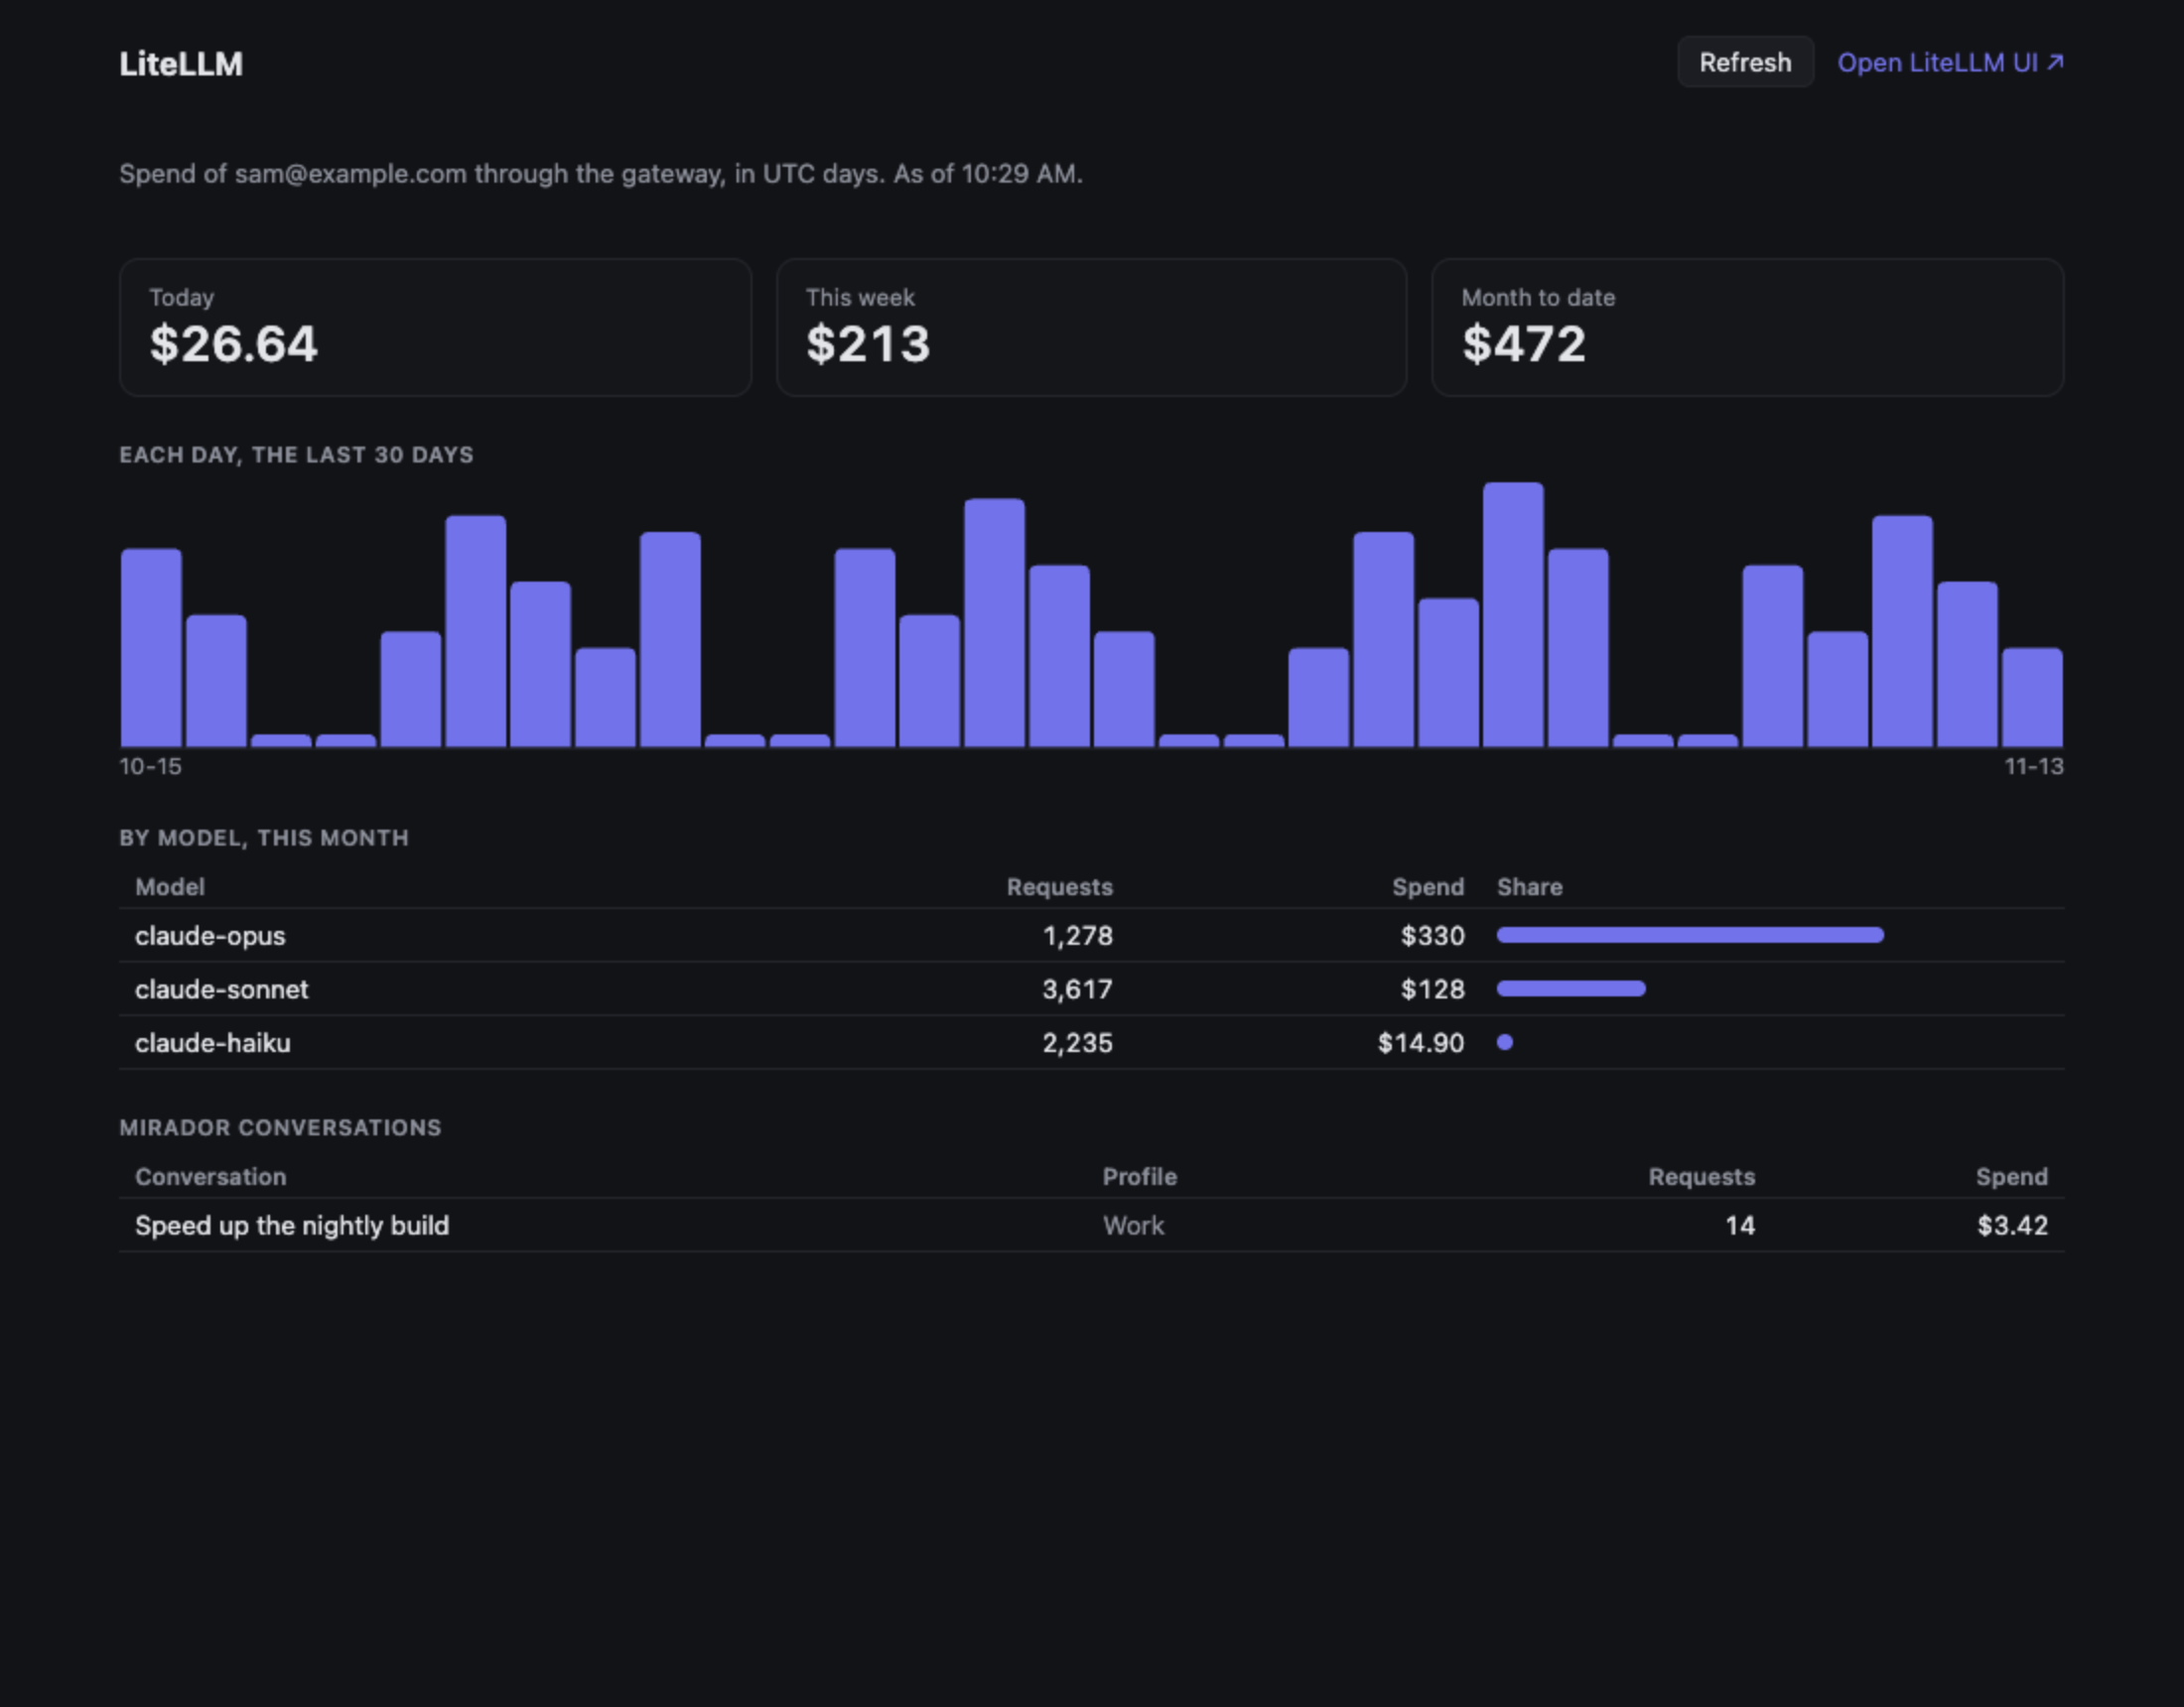 LiteLLM
Refresh
Open LiteLLM UI ↗
Spend of sam@example.com through the gateway, in UTC days. As of 10:29 AM.
Today
$26.64
This week
$213
Month to date
$472
EACH DAY, THE LAST 30 DAYS
10-15
11-13
BY MODEL, THIS MONTH
Model Requests Spend Share
claude-opus 1,278 $330
claude-sonnet 3,617 $128
claude-haiku 2,235 $14.90
MIRADOR CONVERSATIONS
Conversation Profile Requests Spend
Speed up the nightly build Work 14 $3.42